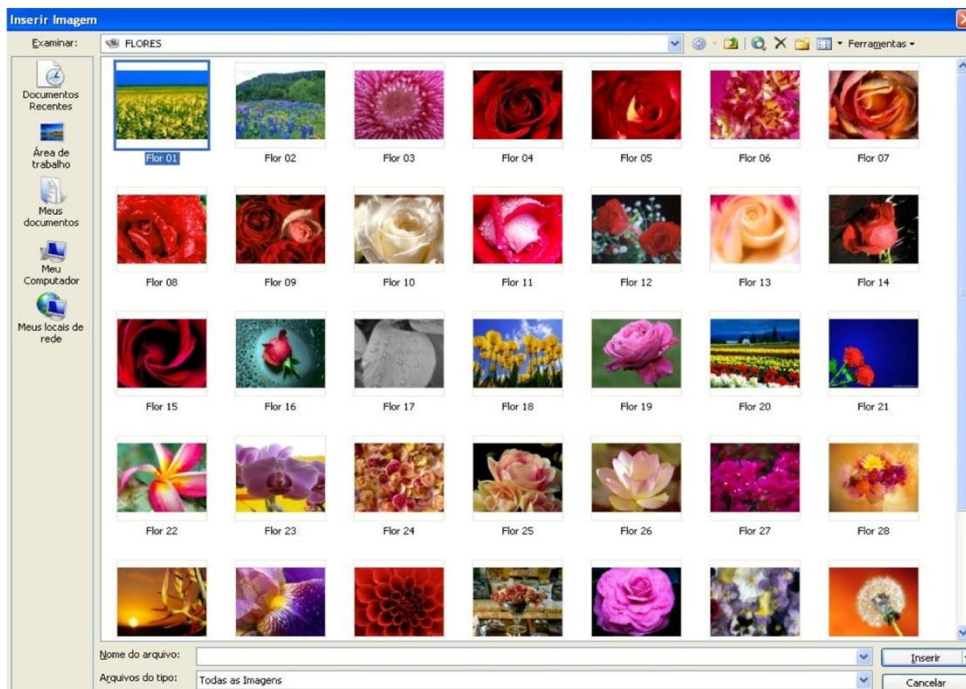 Inserir Imagem
Examinar:
FLORES
Ferramentas
Documentos
Recentes
Área de
trabalho
Meus
documentos
Meu
Computador
Meus locais de
rede
Flor 01
Flor 02
Flor 03
Flor 04
Flor 05
Flor 06
Flor 07
Flor 08
Flor 09
Flor 10
Flor 11
Flor 12
Flor 13
Flor 14
Flor 15
Flor 16
Flor 17
Flor 18
Flor 19
Flor 20
Flor 21
Flor 22
Flor 23
Flor 24
Flor 25
Flor 26
Flor 27
Flor 28
Nome do arquivo:
Inserir
Arquivos do tipo:
Todas as Imagens
Cancelar